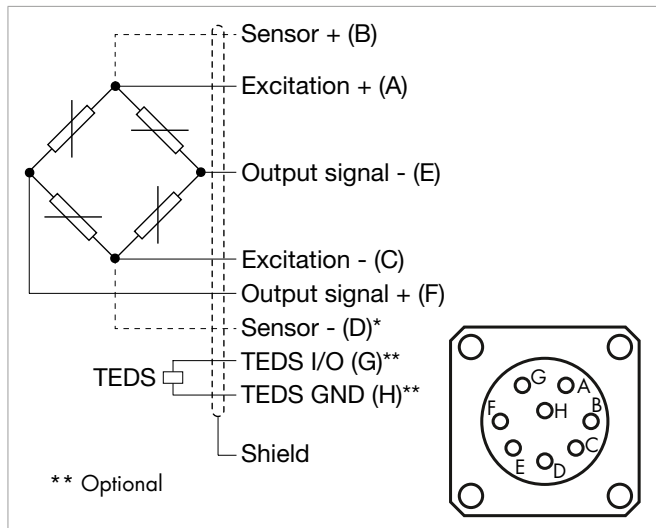 Sensor + (B)
Excitation + (A)
Output signal - (E)
Excitation - (C)
Output signal + (F)
Sensor - (D)*
TEDS I/O (G)**
TEDS
TEDS GND (H)**
Shield
** Optional
G
A
H
F
B
C
E
D